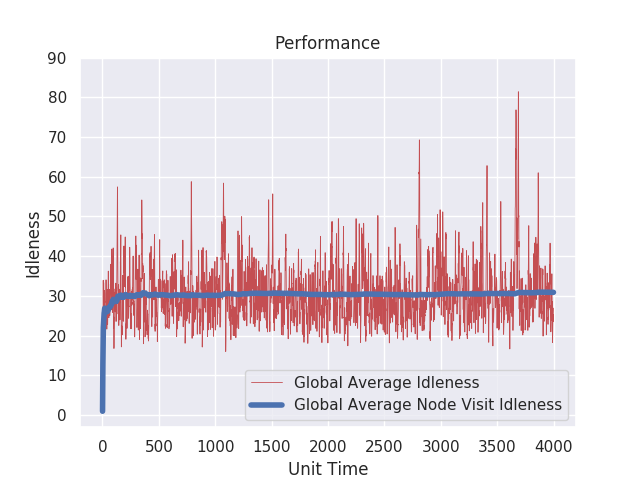 Performance
Idleness
90
80
70
60
50
40
30
20
10
0
Global Average Idleness
Global Average Node Visit Idleness
0 500 1000 1500 2000 2500 3000 3500 4000
Unit Time